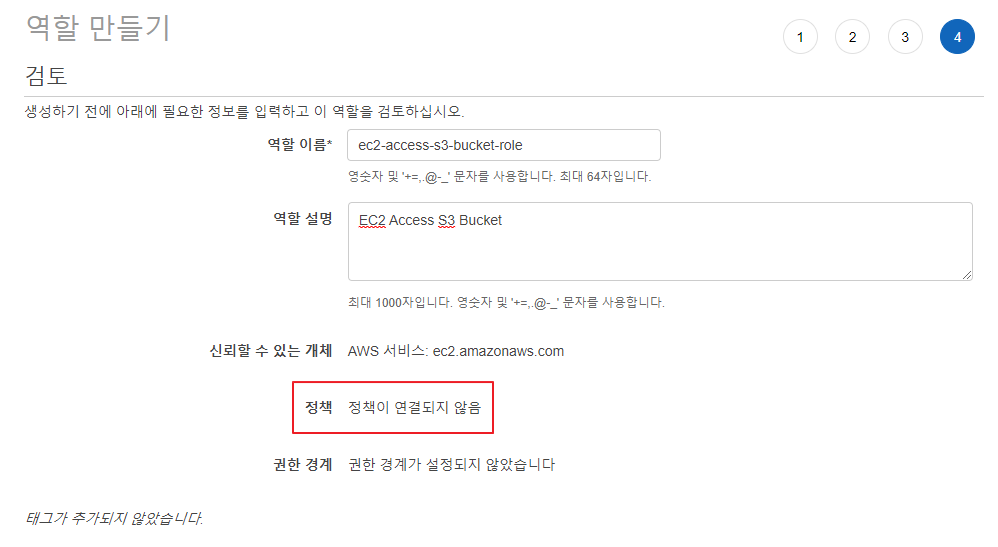 역할 만들기
1 2 3 4
검토
생성하기 전에 아래에 필요한 정보를 입력하고 이 역할을 검토하십시오.
역할 이름* ec2-access-s3-bucket-role
영숫자 및 '+=,.@-_' 문자를 사용합니다. 최대 64자입니다.
역할 설명 EC2 Access S3 Bucket
최대 1000자입니다. 영숫자 및 '+=,.@-_' 문자를 사용합니다.
신뢰할 수 있는 개체 AWS 서비스: ec2.amazonaws.com
정책 정책이 연결되지 않음
권한 경계 권한 경계가 설정되지 않았습니다
태그가 추가되지 않았습니다.